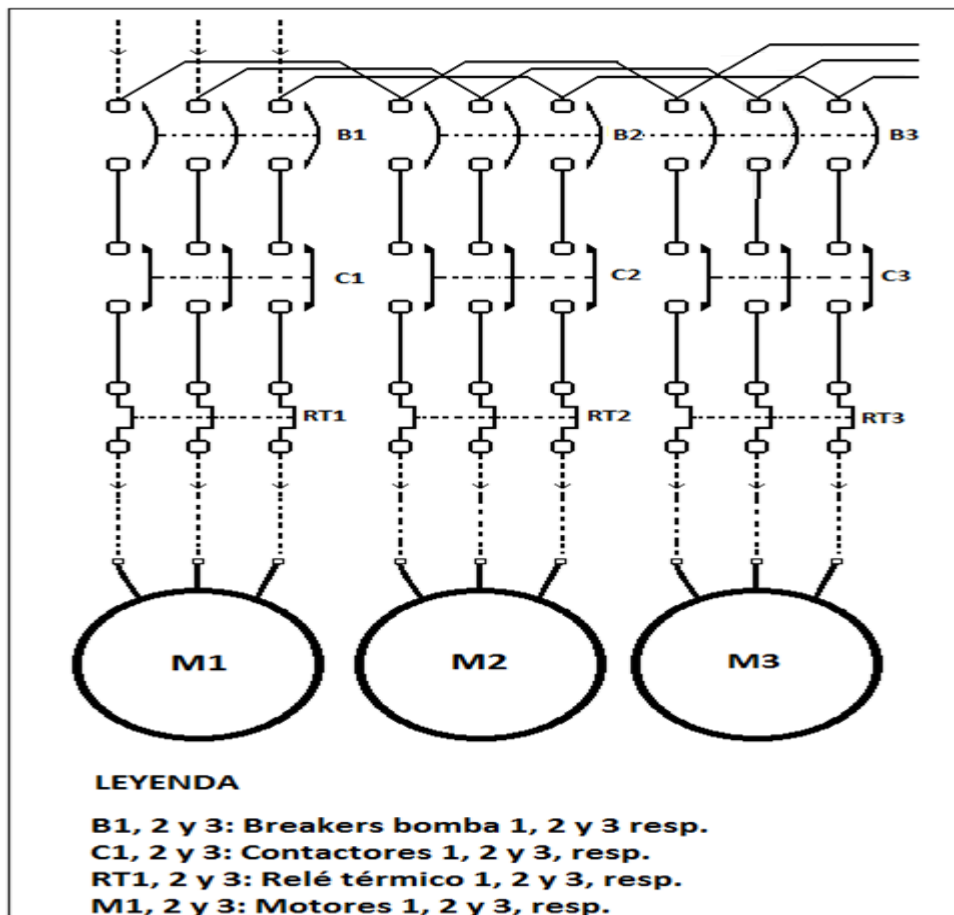 B1 B2 B3
C1 C2 C3
RT1 RT2 RT3
M1 M2 M3
LEYENDA
B1, 2 y 3: Breakers bomba 1, 2 y 3 resp.
C1, 2 y 3: Contactores 1, 2 y 3, resp.
RT1, 2 y 3: Relé térmico 1, 2 y 3, resp.
M1, 2 y 3: Motores 1, 2 y 3, resp.